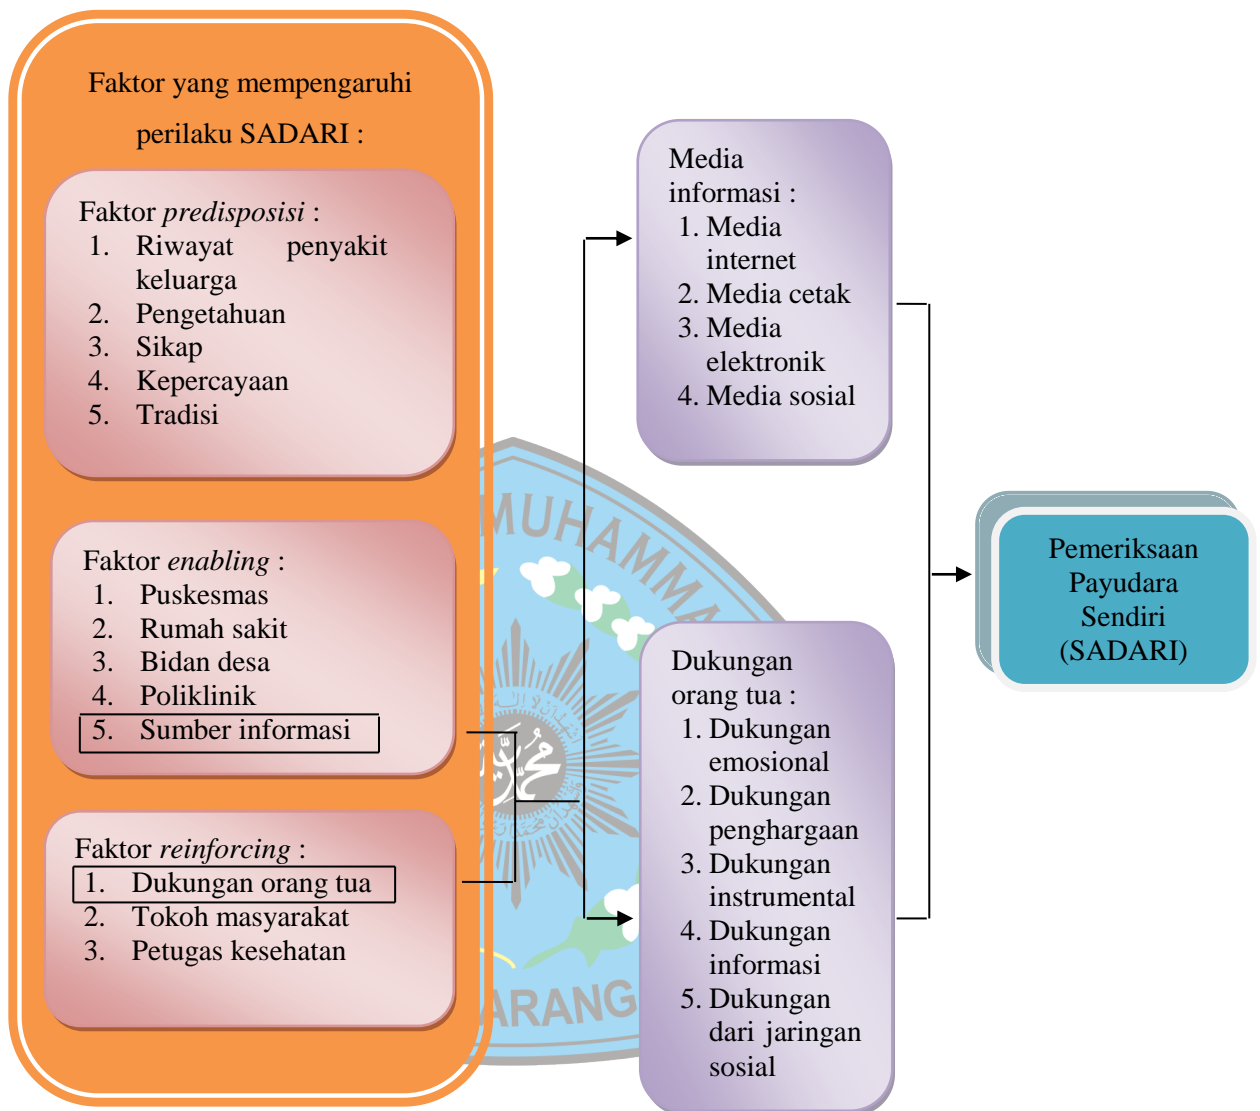 Faktor yang mempengaruhi
perilaku SADARI :
Faktor predisposisi :
1. Riwayat penyakit
keluarga
2. Pengetahuan
3. Sikap
4. Kepercayaan
5. Tradisi
Faktor enabling :
1. Puskesmas
2. Rumah sakit
3. Bidan desa
4. Poliklinik
5. Sumber informasi
Faktor reinforcing :
1. Dukungan orang tua
2. Tokoh masyarakat
3. Petugas kesehatan
Media
informasi :
1. Media
internet
2. Media cetak
3. Media
elektronik
4. Media sosial
Dukungan
orang tua :
1. Dukungan
emosional
2. Dukungan
penghargaan
3. Dukungan
instrumental
4. Dukungan
informasi
5. Dukungan
dari jaringan
sosial
Pemeriksaan
Payudara
Sendiri
(SADARI)
MUHAMMA
ARANG